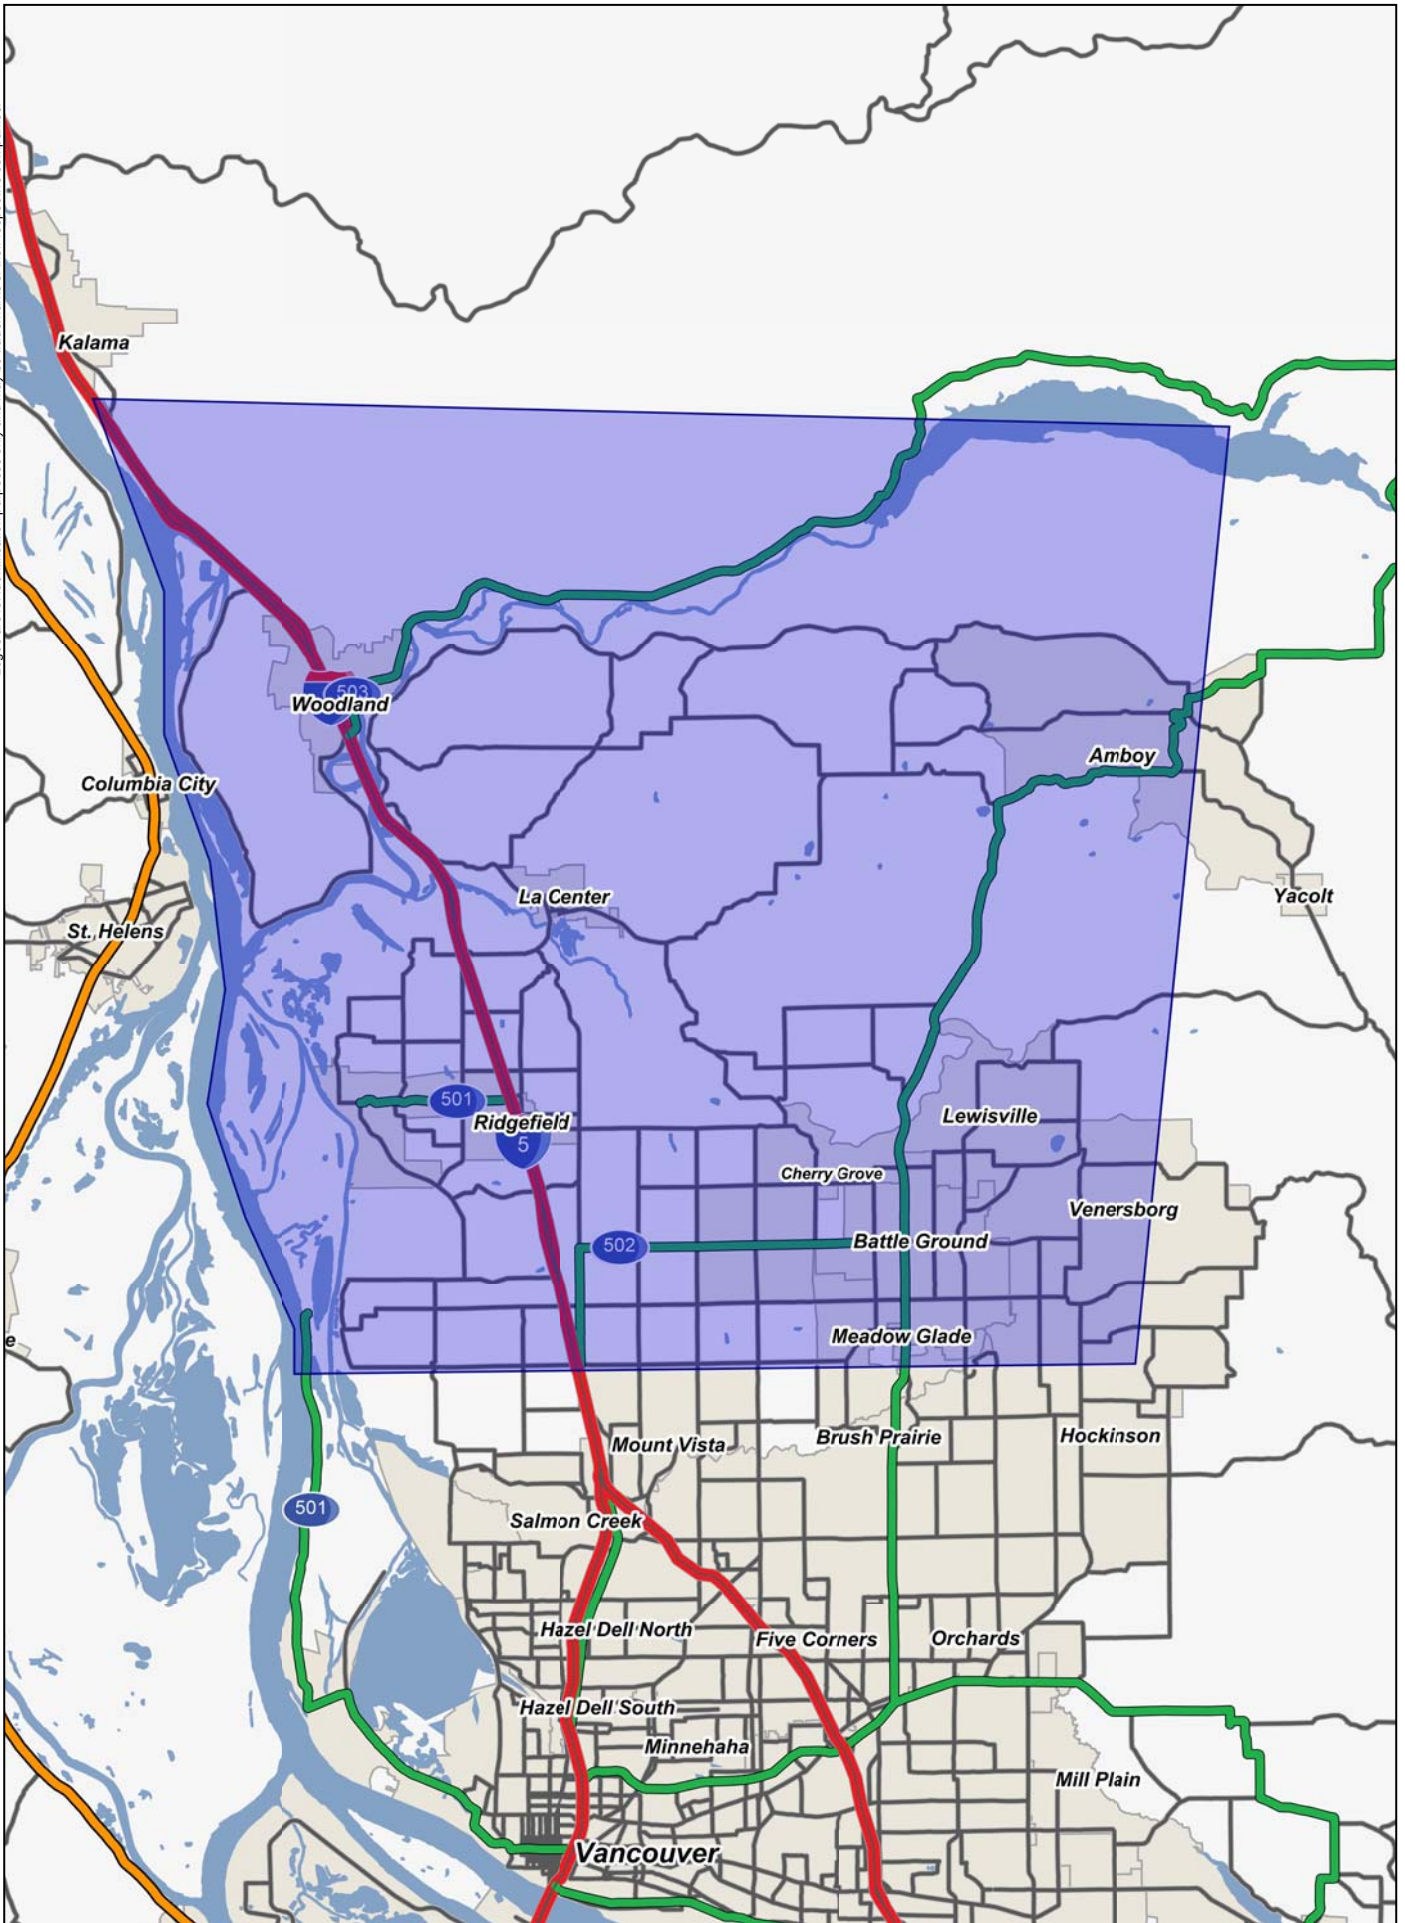 Kalama
503
Woodland
Amboy
Columbia City
La Center
Yacolt
St. Helens
501
Ridgefield
5
Lewisville
Cherry Grove
Venersborg
502
Battle Ground
e
Meadow Glade
Mount Vista
Brush Prairie
Hockinson
501
Salmon Creek
Hazel Dell North
Five Corners
Orchards
Hazel Dell South
Minnehaha
Mill Plain
Vancouver